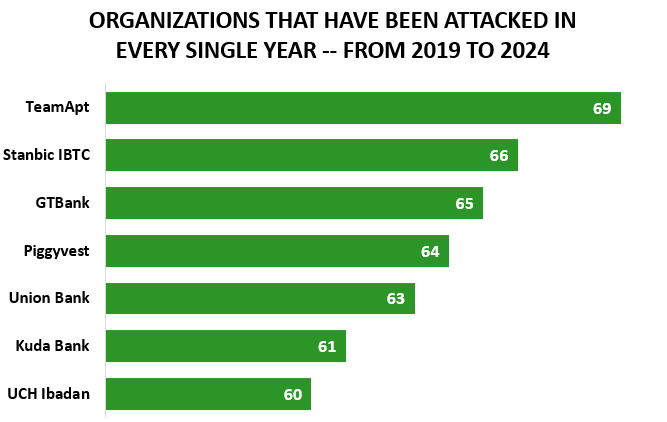 ORGANIZATIONS THAT HAVE BEEN ATTACKED IN
EVERY SINGLE YEAR -- FROM 2019 TO 2024
TeamApt 69
Stanbic IBTC 66
GTBank 65
Piggyvest 64
Union Bank 63
Kuda Bank 61
UCH Ibadan 60